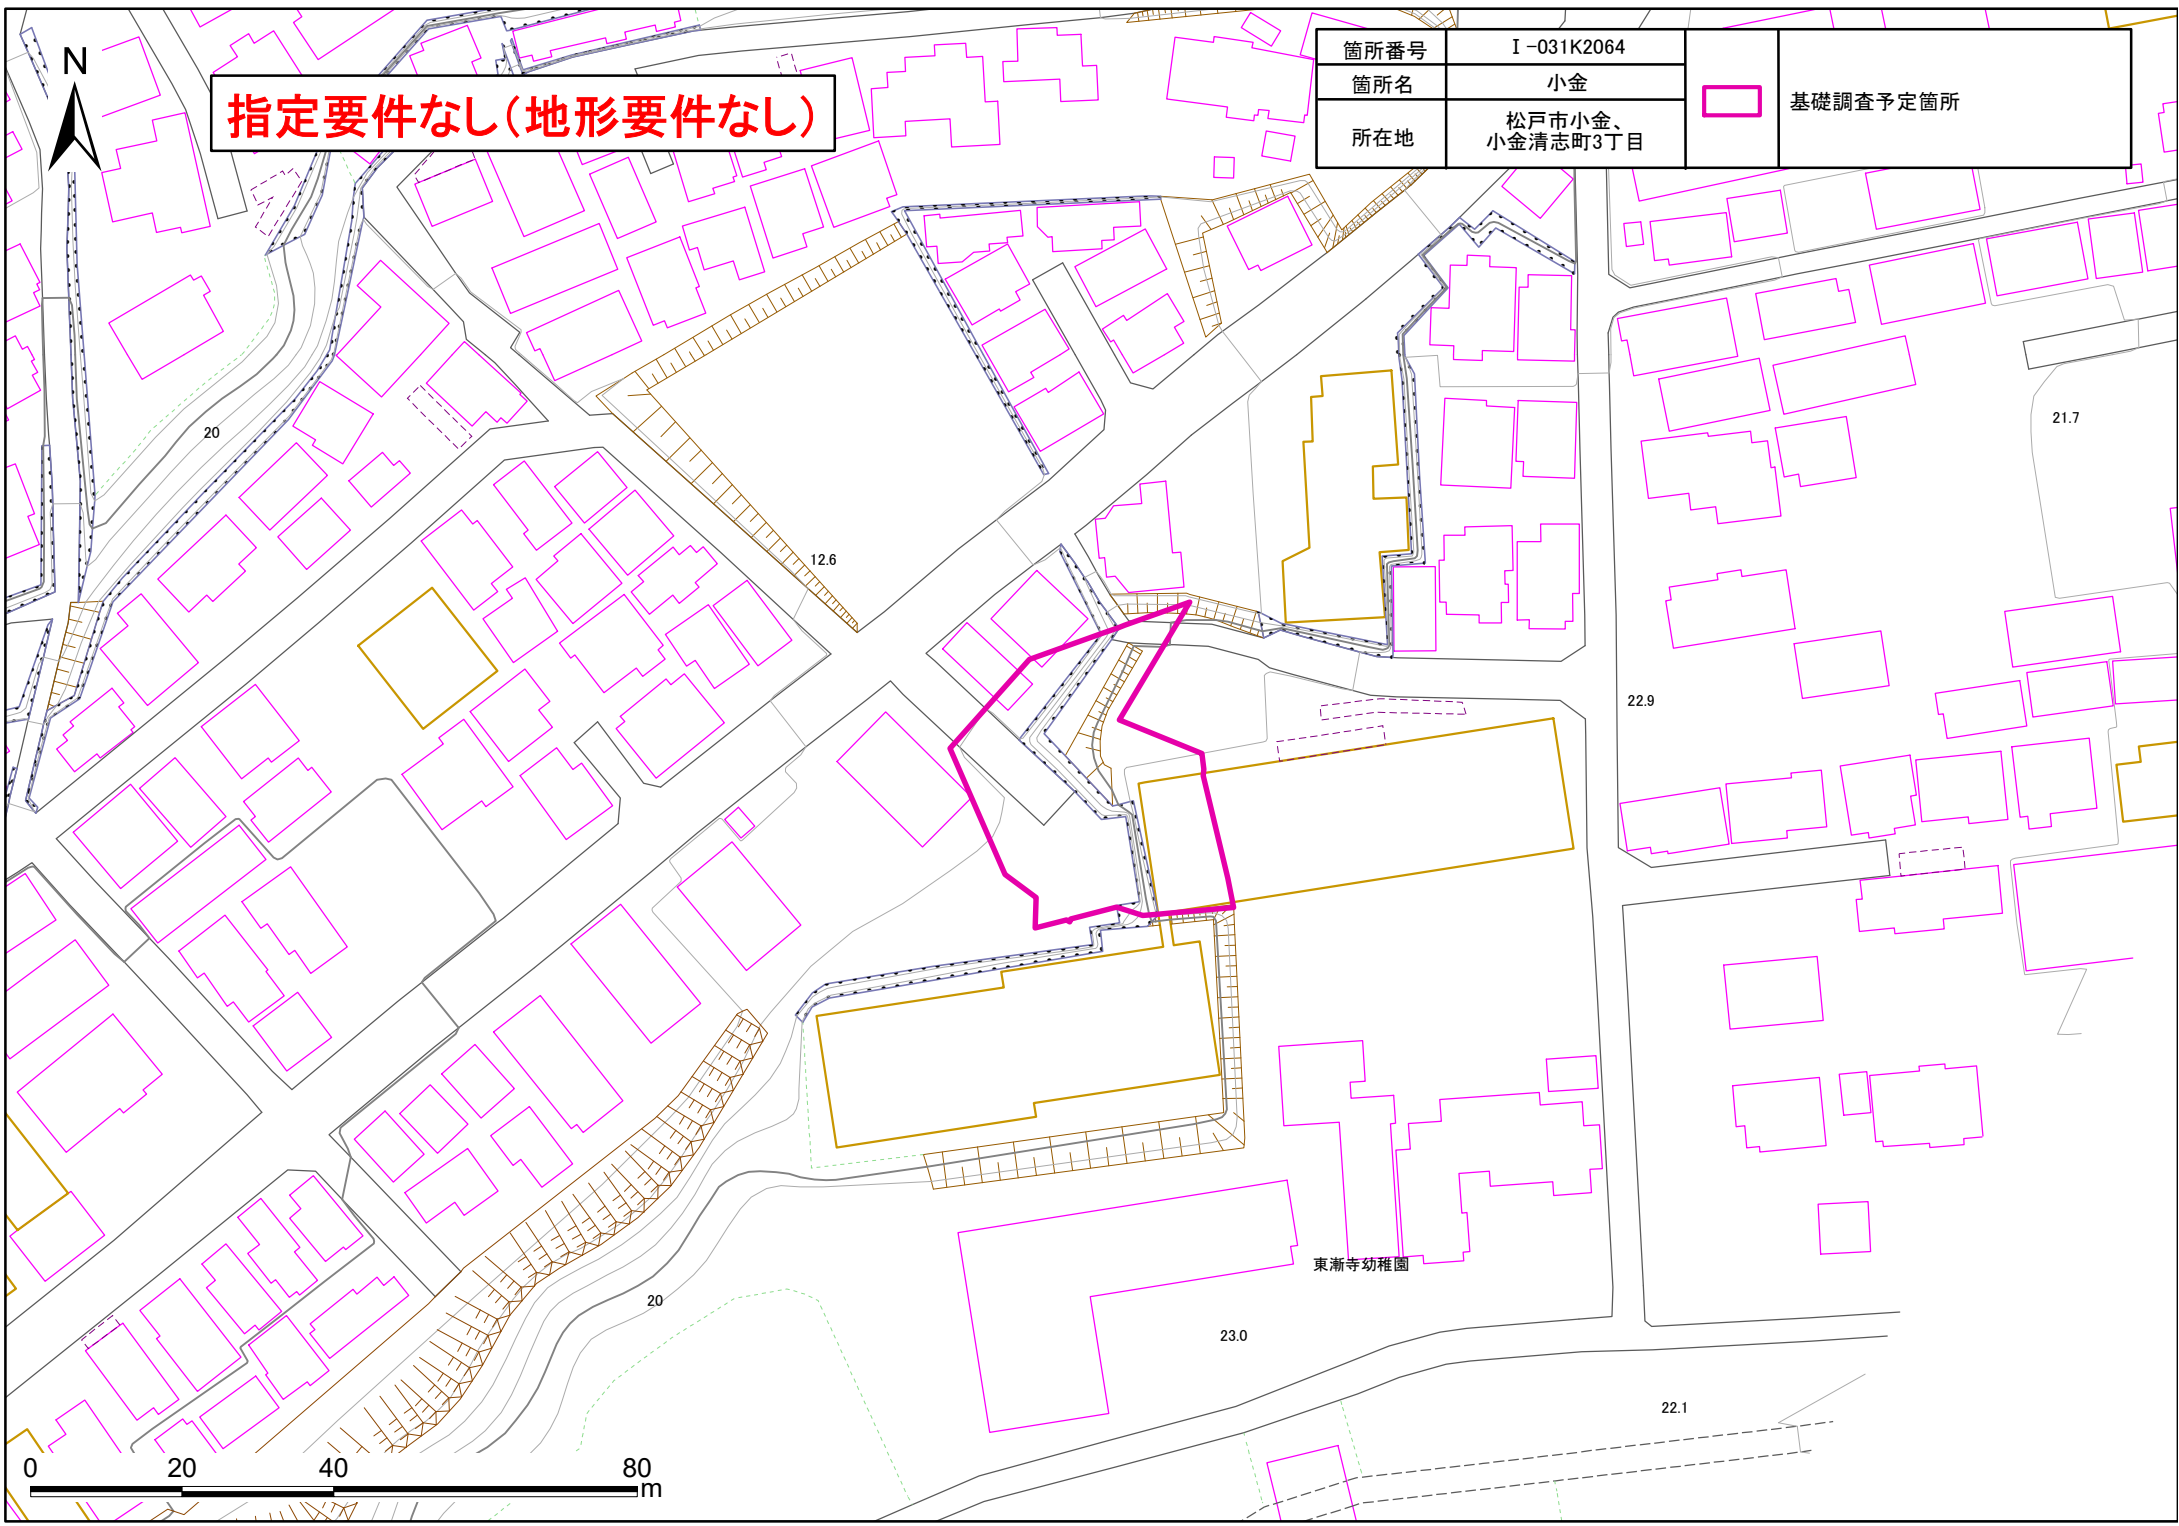 N
指定要件なし(地形要件なし)
箇所番号
Ⅰ-031K2064
箇所名
小金
所在地
松戸市小金、
小金清志町3丁目
基礎調査予定箇所
20
21.7
12.6
22.9
東漸寺幼稚園
20
23.0
22.1
0 20 40 80
m